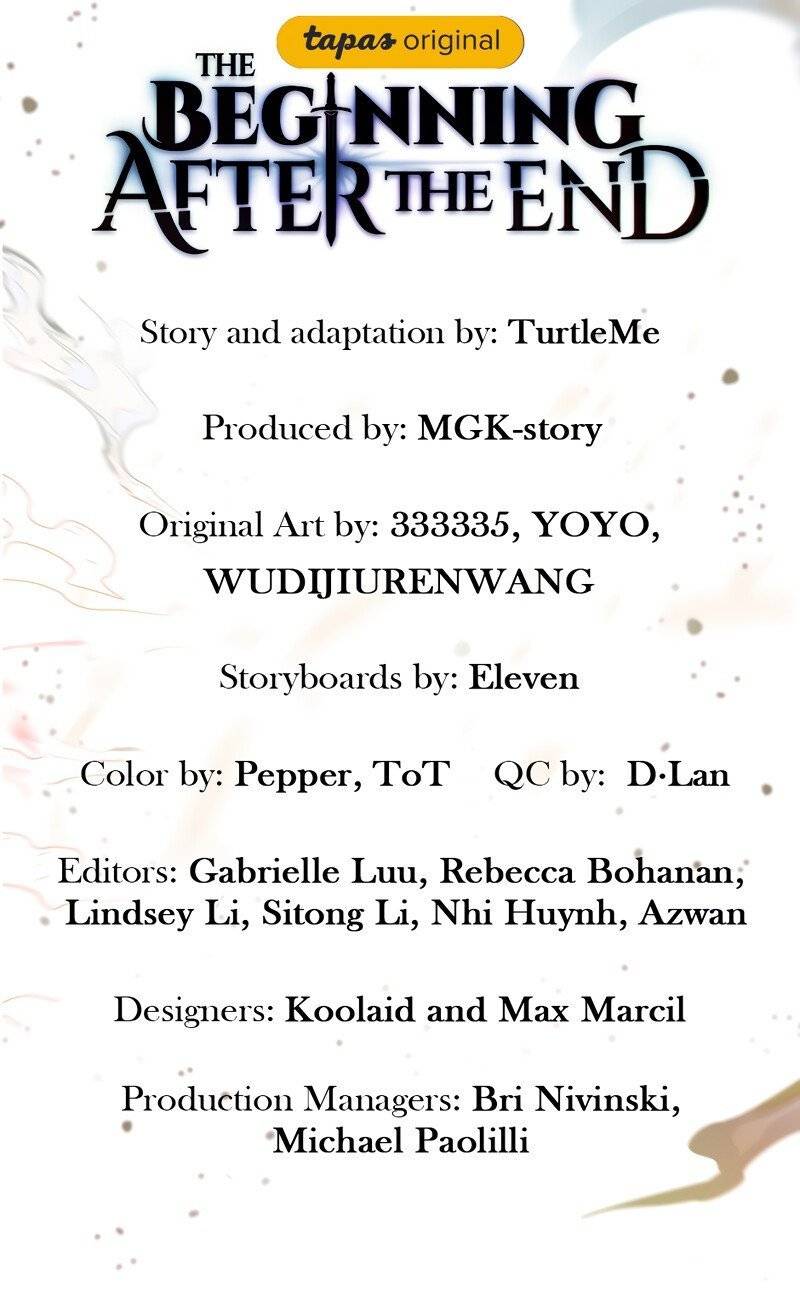 tapas original
THE
BEGINNING
AFTER THE END
Story and adaptation by: TurtleMe
Produced by: MGK-story
Original Art by: 333335, YOYO,
WUDIJIURENWANG
Storyboards by: Eleven
Color by: Pepper, ToT QC by: D·Lan
Editors: Gabrielle Luu, Rebecca Bohanan,
Lindsey Li, Sitong Li, Nhi Huynh, Azwan
Designers: Koolaid and Max Marcil
Production Managers: Bri Nivinski,
Michael Paolilli